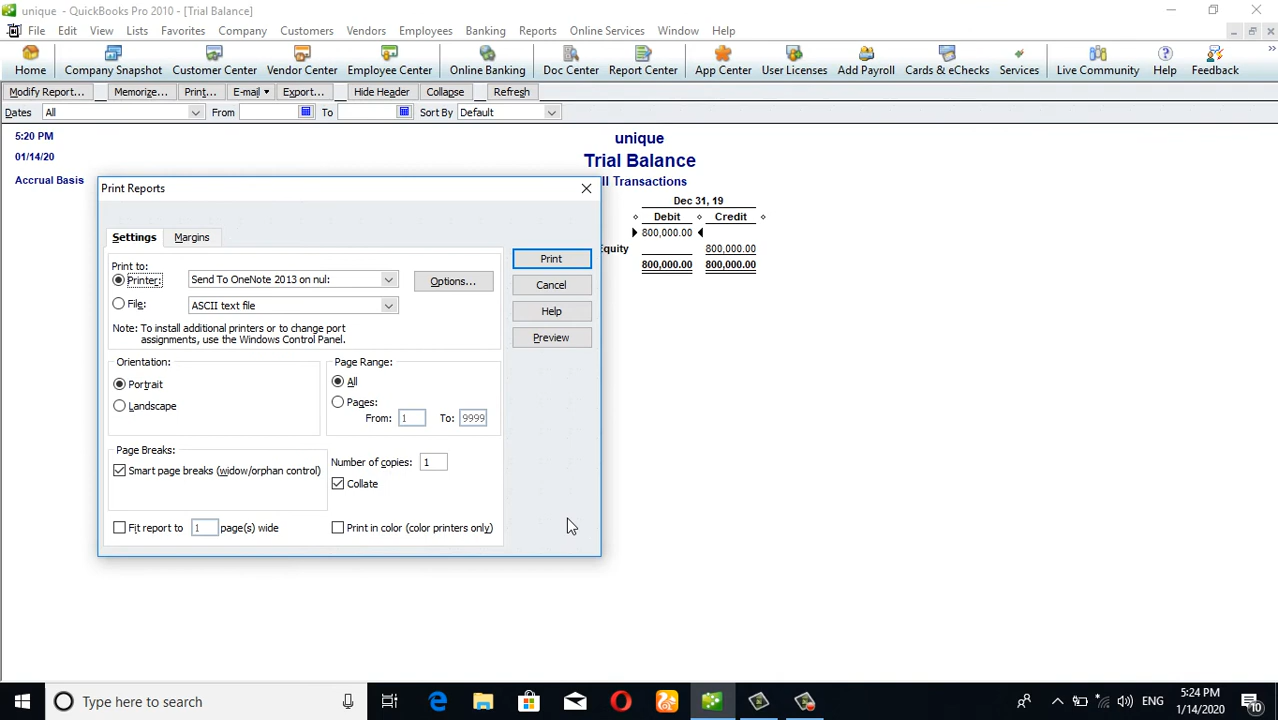 unique - QuickBooks Pro 2010 - [Trial Balance]
File Edit View Lists Favorites Company Customers Vendors Employees Banking Reports Online Services Window Help
Home Company Snapshot Customer Center Vendor Center Employee Center Online Banking Doc Center Report Center App Center User Licenses Add Payroll Cards & eChecks Services Live Community Help Feedback
Modify Report... Memorize... Print... E-mail Export... Hide Header Collapse Refresh
Dates All From To Sort By Default
5:20 PM
unique
01/14/20
Trial Balance
Accrual Basis
ll Transactions
Dec 31, 19
Debit Credit
800,000.00
Equity 800,000.00
800,000.00 800,000.00
Print Reports
Settings Margins
Print to:
Printer: Send To OneNote 2013 on nul: Options...
File: ASCII text file
Note: To install additional printers or to change port
assignments, use the Windows Control Panel.
Orientation:
Portrait
Landscape
Page Range:
All
Pages:
From: 1 To: 9999
Page Breaks:
Smart page breaks (widow/orphan control)
Number of copies: 1
Collate
Fit report to 1 page(s) wide
Print in color (color printers only)
Print
Cancel
Help
Preview
Type here to search
ENG
5:24 PM
1/14/2020
10